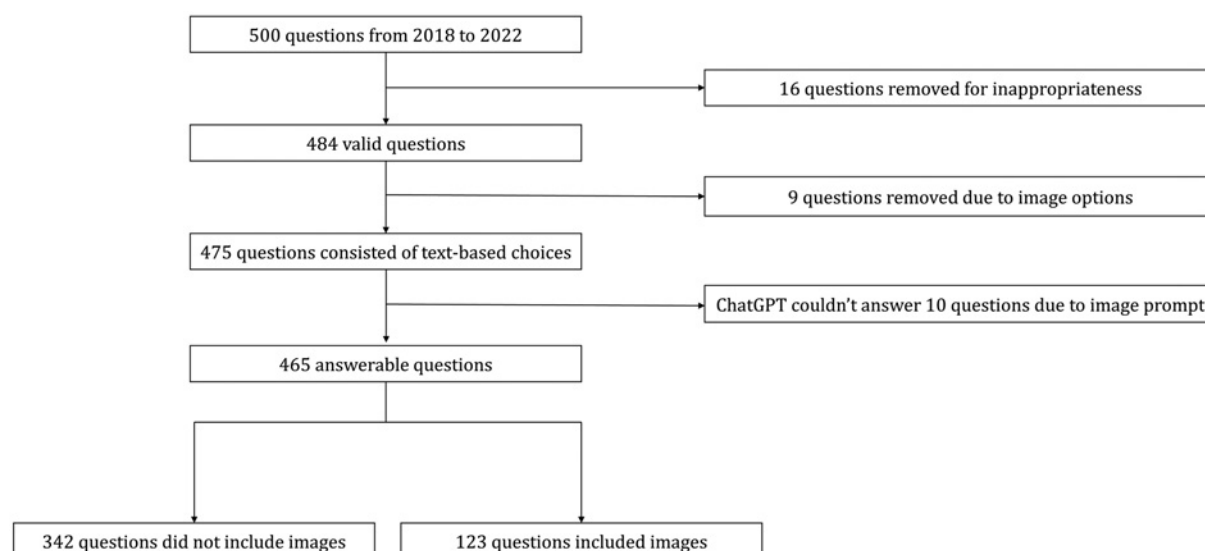 500 questions from 2018 to 2022
16 questions removed for inappropriateness
484 valid questions
9 questions removed due to image options
475 questions consisted of text-based choices
ChatGPT couldn’t answer 10 questions due to image prompt
465 answerable questions
342 questions did not include images
123 questions included images